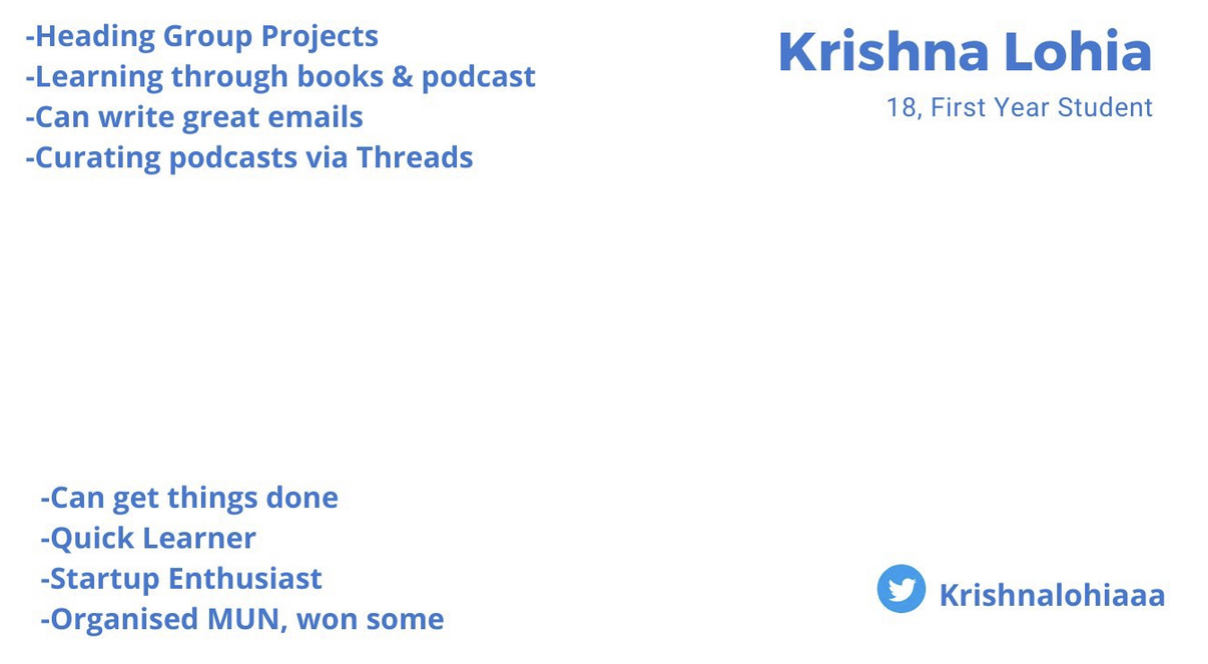 -Heading Group Projects
-Learning through books & podcast
-Can write great emails
-Curating podcasts via Threads
Krishna Lohia
18, First Year Student
-Can get things done
-Quick Learner
-Startup Enthusiast
-Organised MUN, won some
Krishnalohiaaa